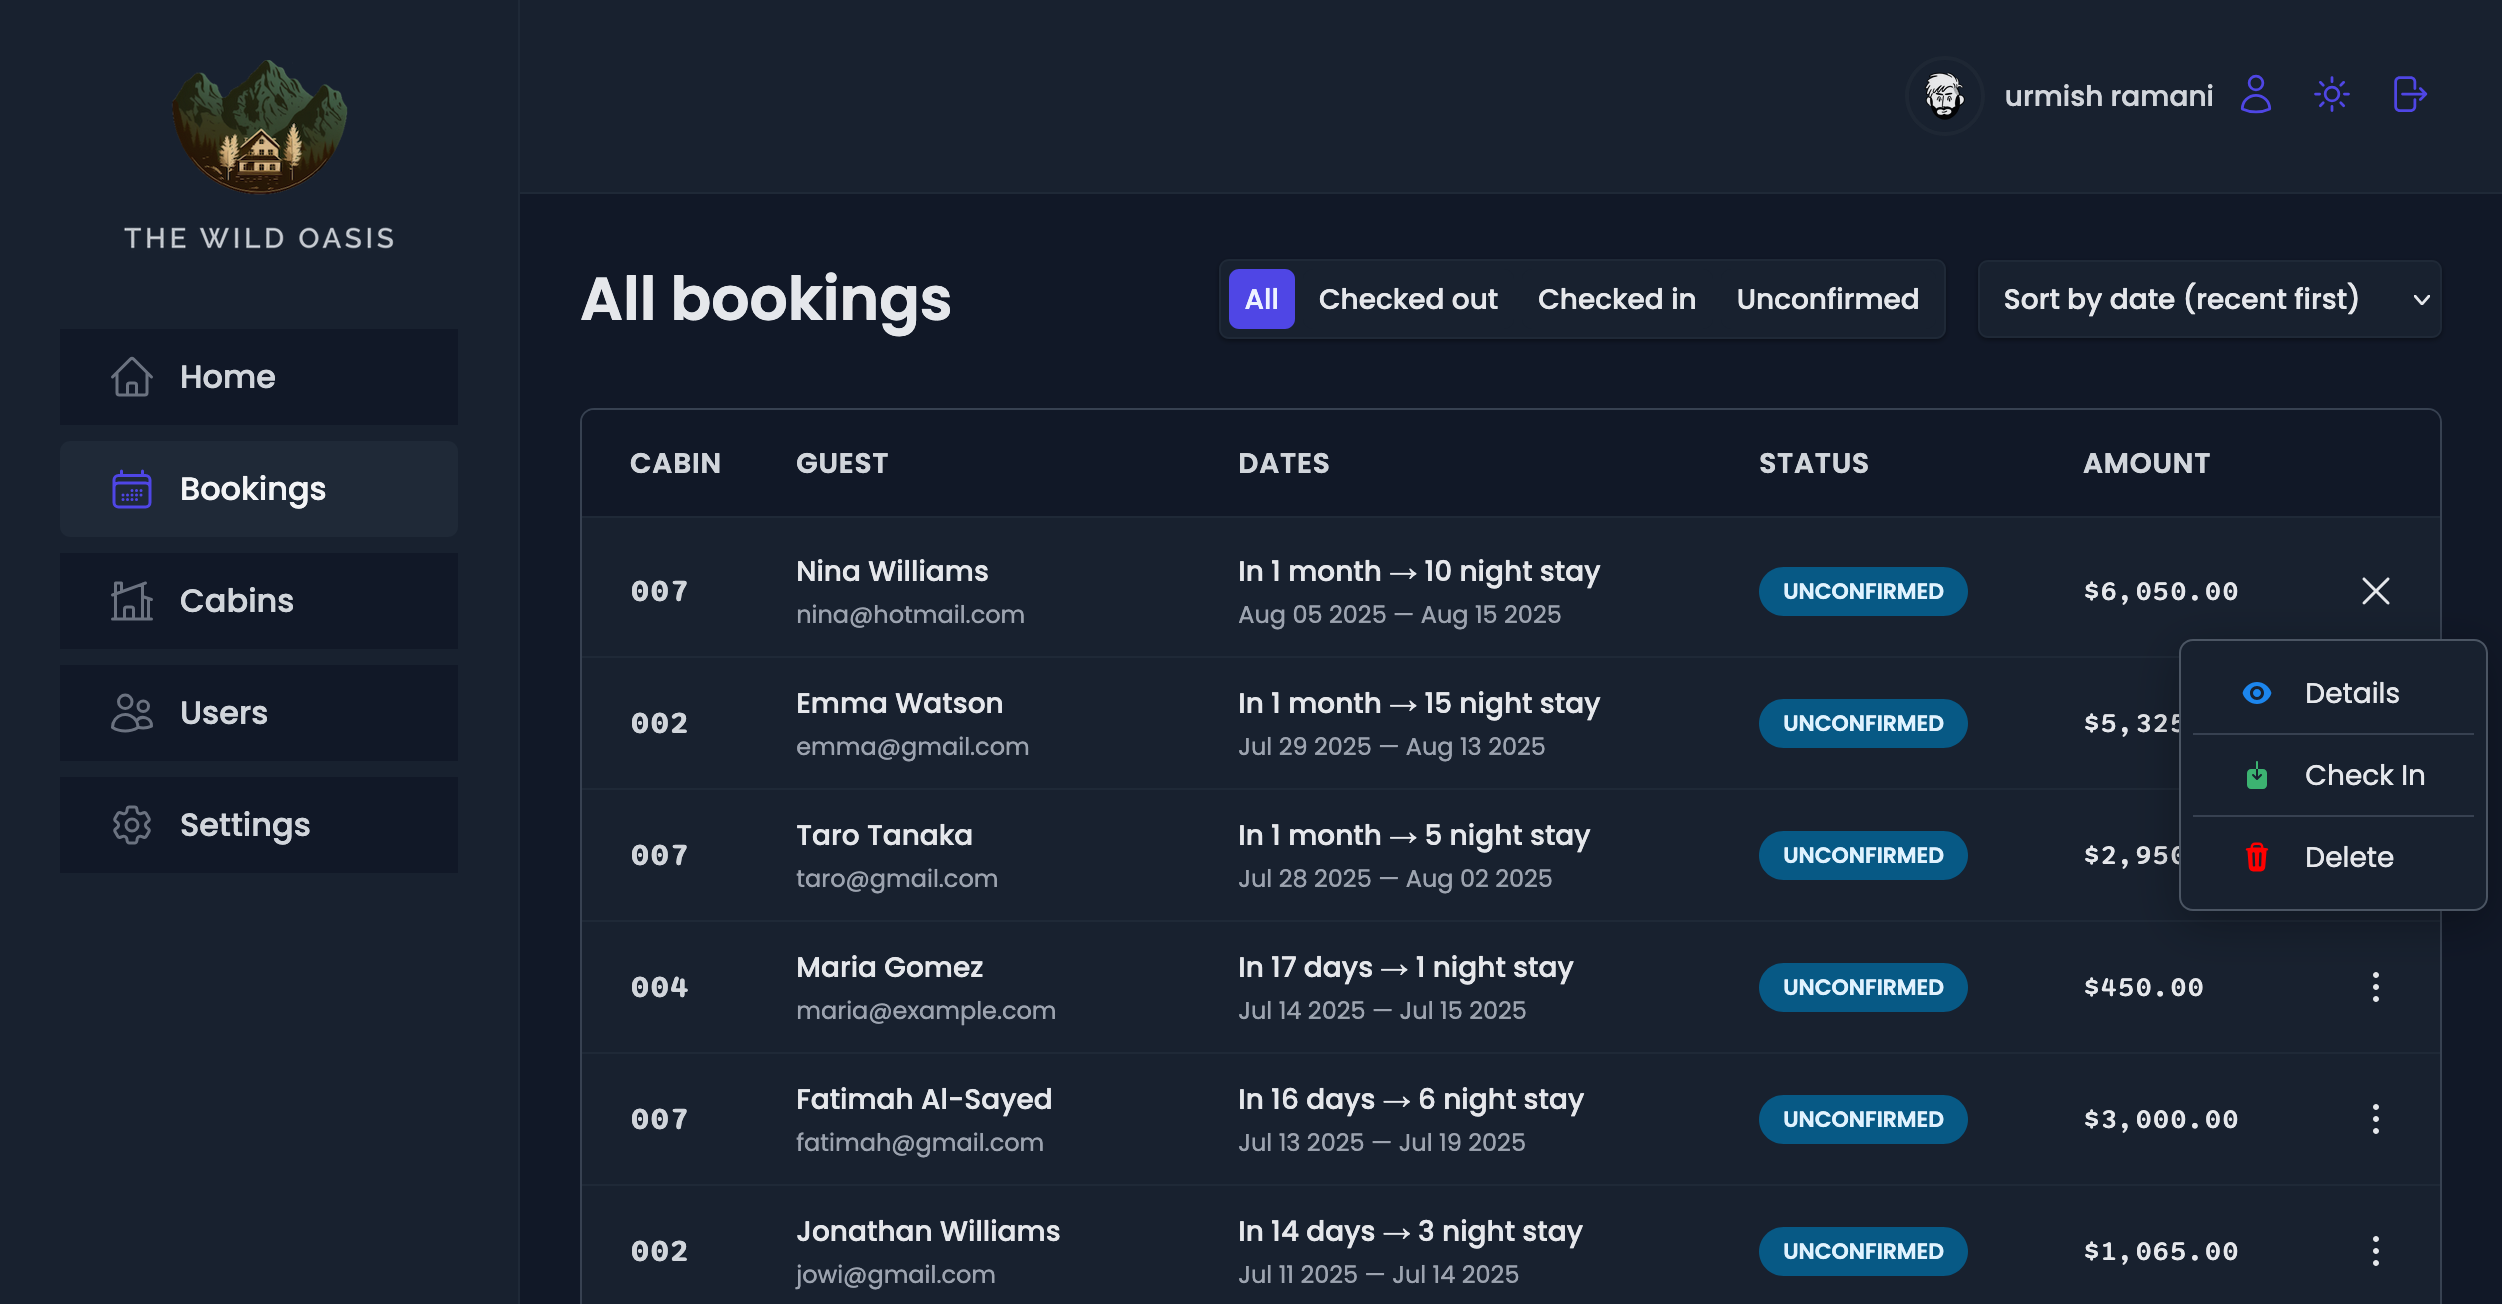 THE WILD OASIS
Home
Bookings
Cabins
Users
Settings
urmish ramani
All bookings
All Checked out Checked in Unconfirmed
Sort by date (recent first)
CABIN GUEST DATES STATUS AMOUNT
007 Nina Williams In 1 month → 10 night stay UNCONFIRMED $6,050.00
nina@hotmail.com Aug 05 2025 — Aug 15 2025
002 Emma Watson In 1 month → 15 night stay UNCONFIRMED $5,325
emma@gmail.com Jul 29 2025 — Aug 13 2025
007 Taro Tanaka In 1 month → 5 night stay UNCONFIRMED $2,950
taro@gmail.com Jul 28 2025 — Aug 02 2025
Details
Check In
Delete
004 Maria Gomez In 17 days → 1 night stay UNCONFIRMED $450.00
maria@example.com Jul 14 2025 — Jul 15 2025
007 Fatimah Al-Sayed In 16 days → 6 night stay UNCONFIRMED $3,000.00
fatimah@gmail.com Jul 13 2025 — Jul 19 2025
002 Jonathan Williams In 14 days → 3 night stay UNCONFIRMED $1,065.00
jowi@gmail.com Jul 11 2025 — Jul 14 2025